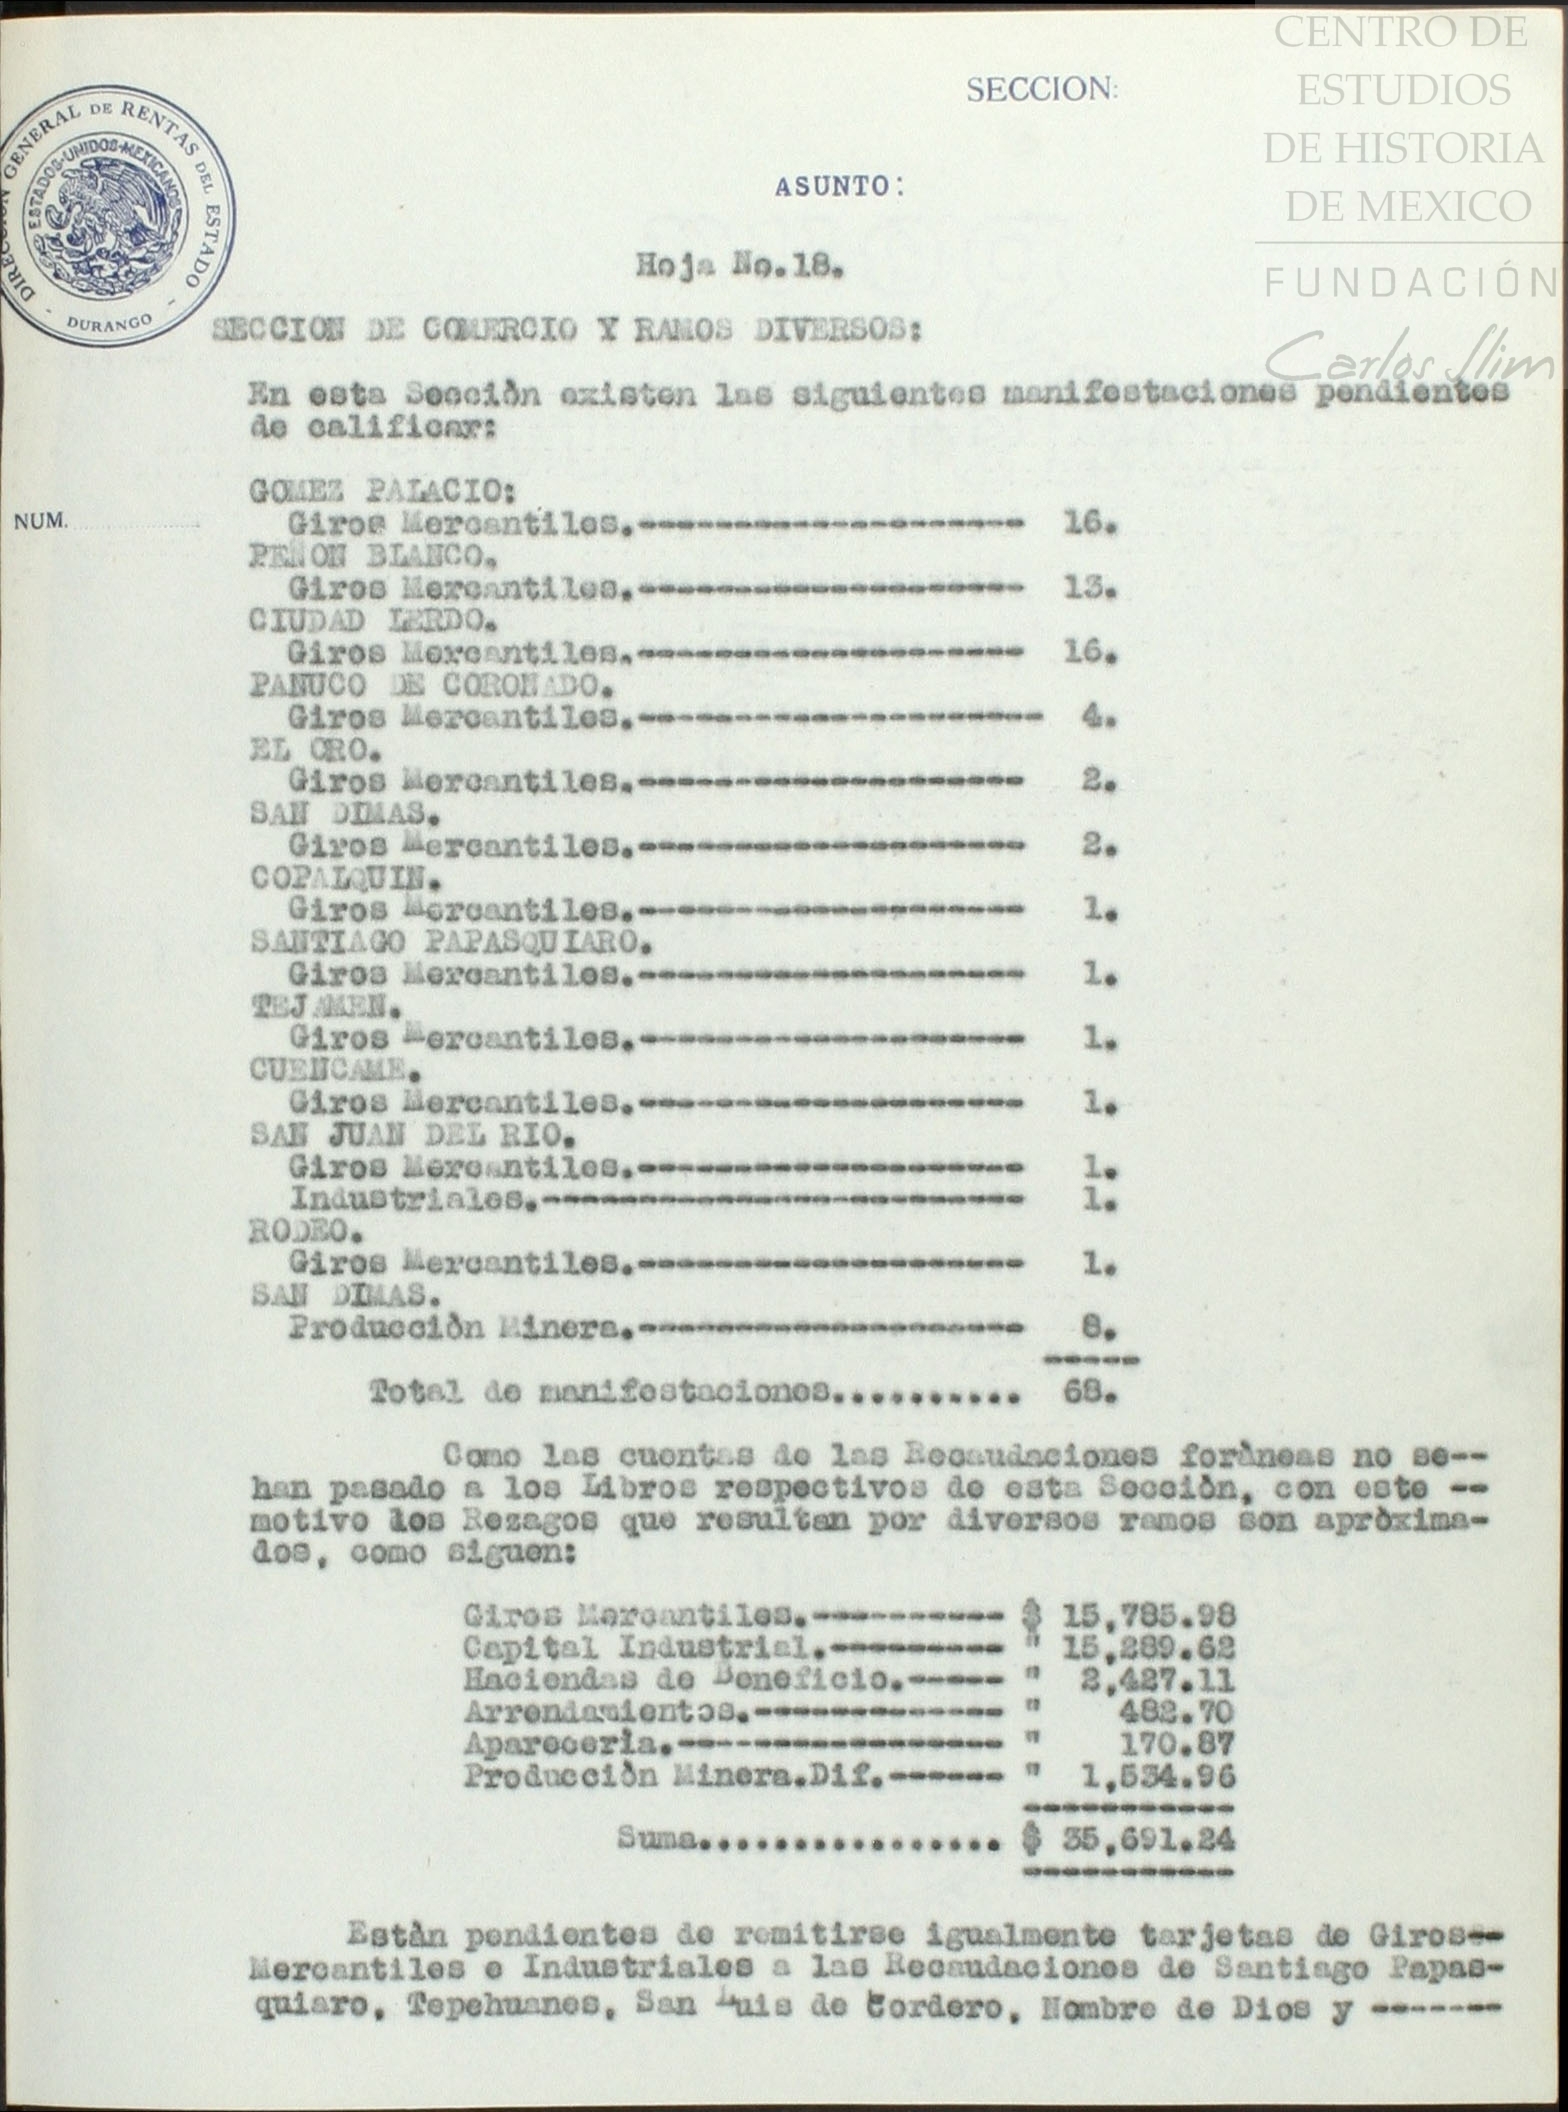 CENTRO DE
ESTUDIOS
DE HISTORIA
DE MEXICO
FUNDACIÓN
Carlos Slim
DIRECCION GENERAL DE RENTAS DEL ESTADO
ESTADOS-UNIDOS-MEXICANOS
- DURANGO -
SECCION:
ASUNTO:
NUM.
Hoja No.18.
SECCION DE COMERCIO Y RAMOS DIVERSOS:
En esta Secciòn existen las siguientes manifestaciones pendientes
de calificar:
GOMEZ PALACIO:
Giros Mercantiles.-------------------- 16.
PEÑON BLANCO.
Giros Mercantiles.-------------------- 13.
CIUDAD LERDO.
Giros Mercantiles.-------------------- 16.
PANUCO DE CORONADO.
Giros Mercantiles.--------------------- 4.
EL ORO.
Giros Mercantiles.-------------------- 2.
SAN DIMAS.
Giros Mercantiles.-------------------- 2.
COPALQUIN.
Giros Mercantiles.-------------------- 1.
SANTIAGO PAPASQUIARO.
Giros Mercantiles.-------------------- 1.
TEJAMEN.
Giros Mercantiles.-------------------- 1.
CUENCAME.
Giros Mercantiles.-------------------- 1.
SAN JUAN DEL RIO.
Giros Mercantiles.-------------------- 1.
Industriales.------------------------- 1.
RODEO.
Giros Mercantiles.-------------------- 1.
SAN DIMAS.
Producciòn Minera.-------------------- 8.
-----
Total de manifestaciones.......... 68.
Como las cuentas de las Recaudaciones foràneas no se--
han pasado a los Libros respectivos de esta Secciòn, con este --
motivo los Rezagos que resultan por diversos ramos son apròxima-
dos, como siguen:
Giros Mercantiles.---------- $ 15,785.98
Capital Industrial.--------- " 15,289.62
Haciendas de Beneficio.----- " 2,427.11
Arrendamientos.------------- " 482.70
Aparecerìa.----------------- " 170.87
Producciòn Minera.Dif.------ " 1,534.96
-----------
Suma................ $ 35,691.24
-----------
Estàn pendientes de remitirse igualmente tarjetas de Giros--
Mercantiles e Industriales a las Recaudaciones de Santiago Papas-
quiaro, Tepehuanes, San Luis de Cordero, Nombre de Dios y -------